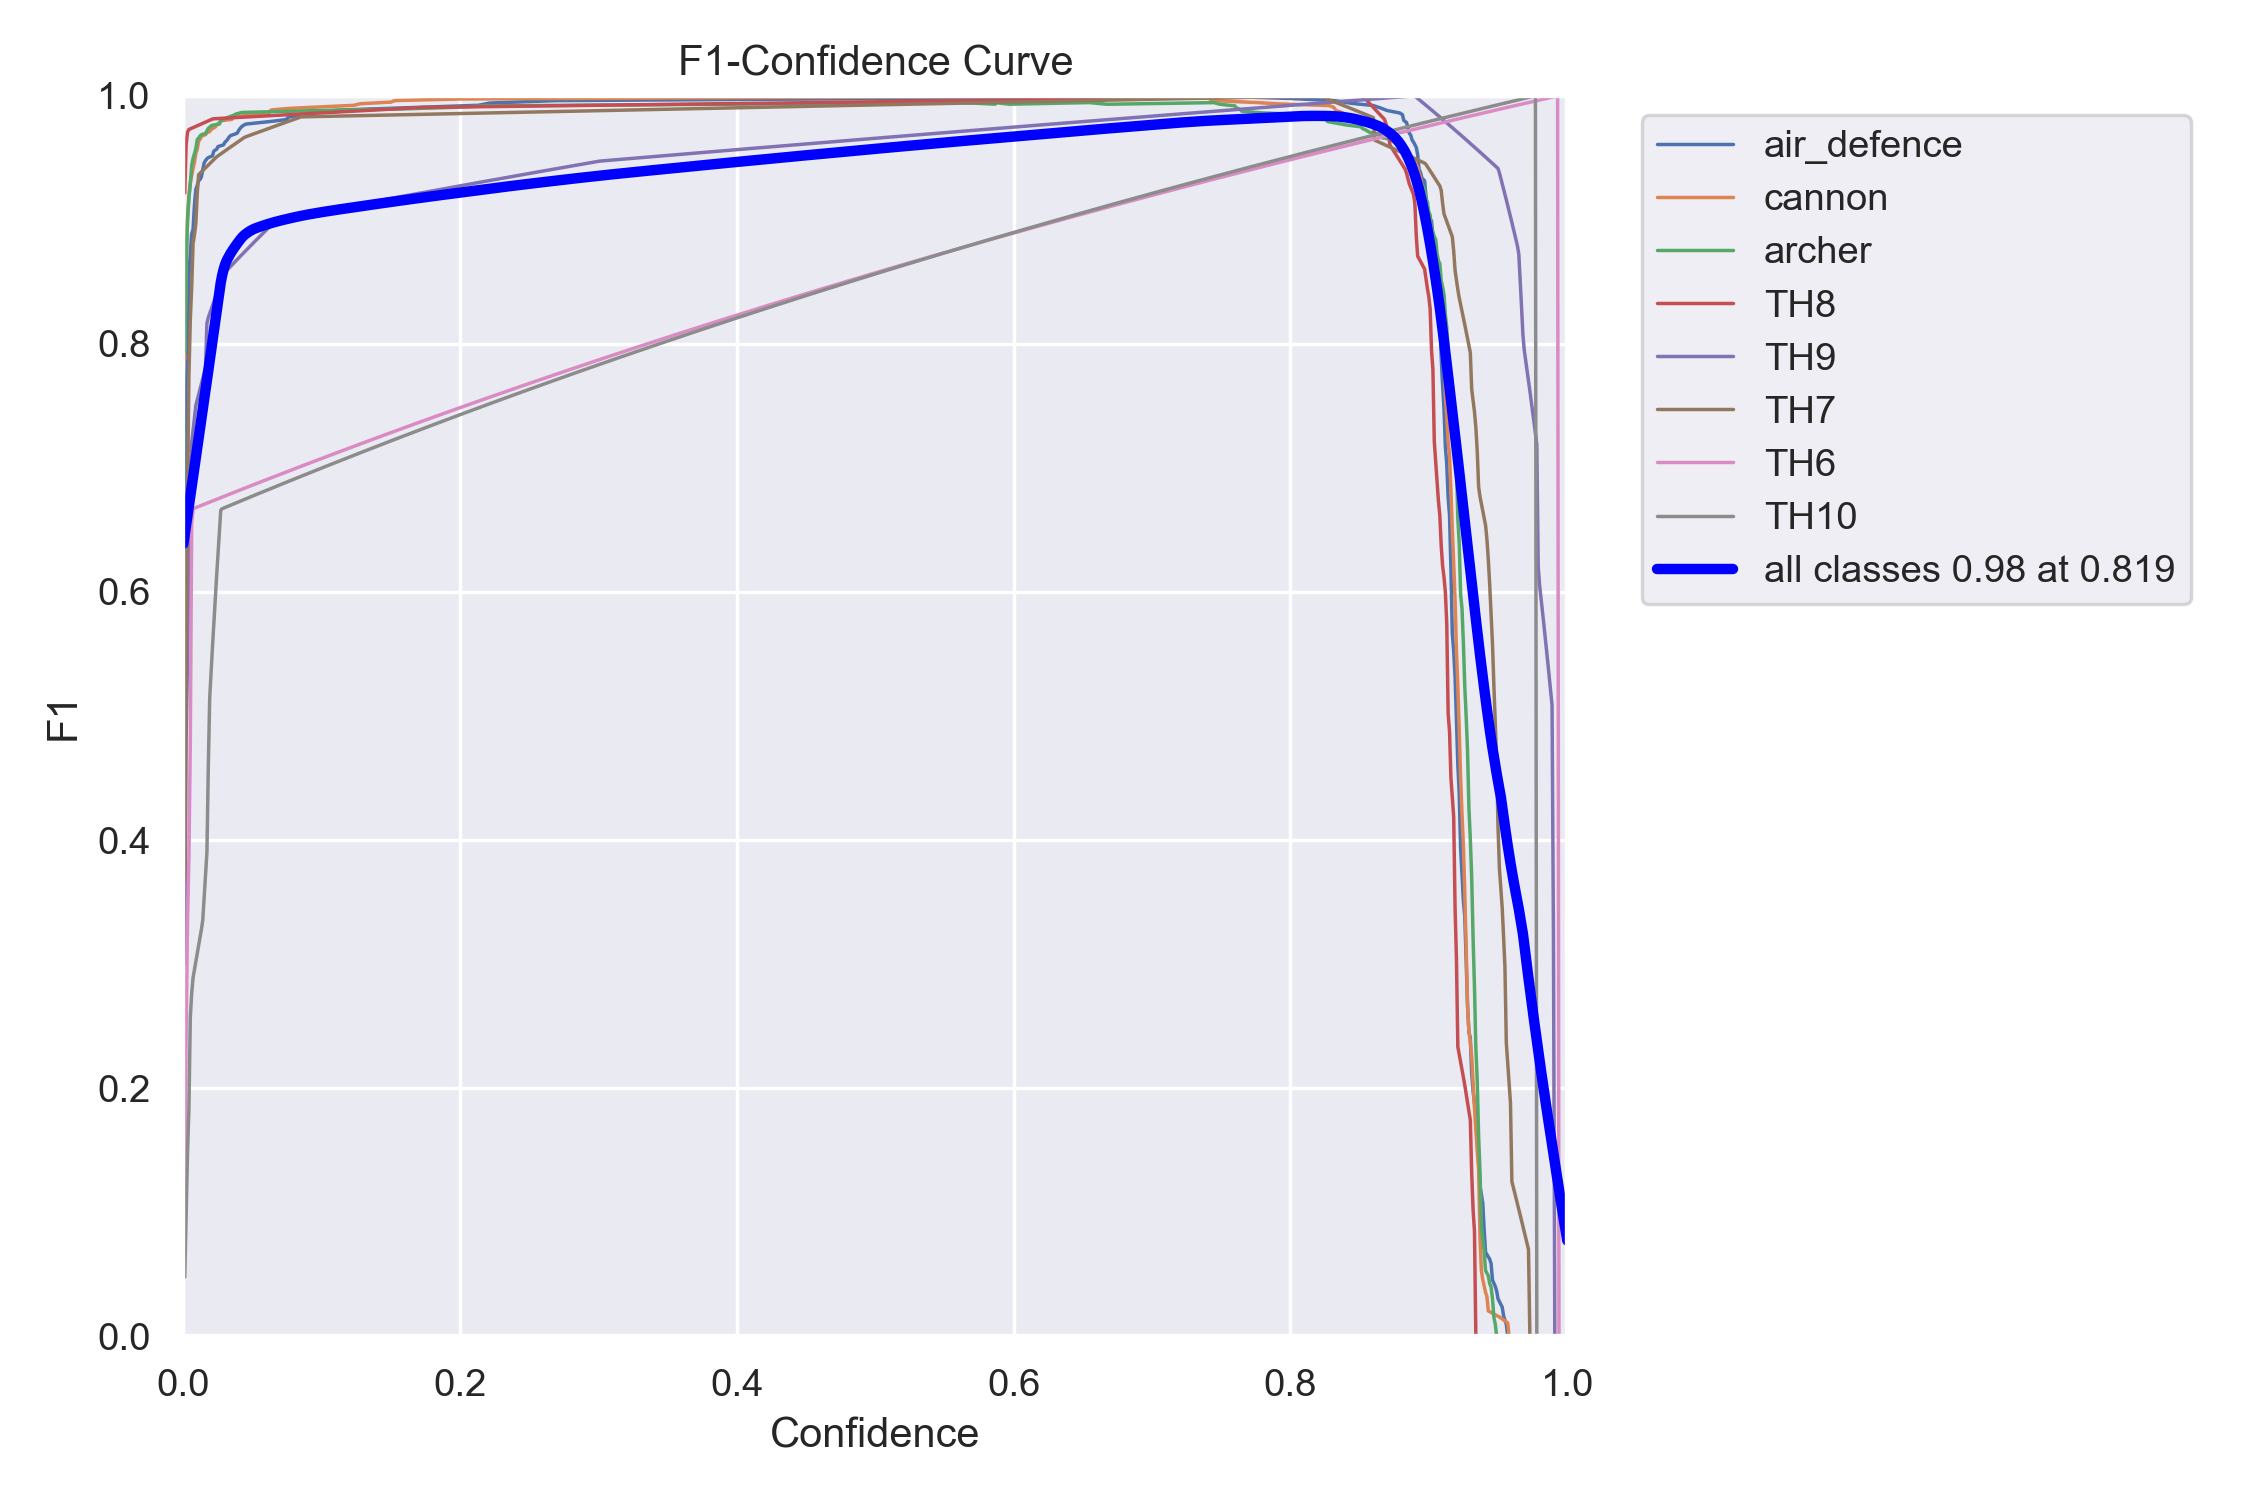 F1-Confidence Curve
1.0
0.8
0.6
0.4
0.2
0.0
F1
0.0 0.2 0.4 0.6 0.8 1.0
Confidence
air_defence
cannon
archer
TH8
TH9
TH7
TH6
TH10
all classes 0.98 at 0.819